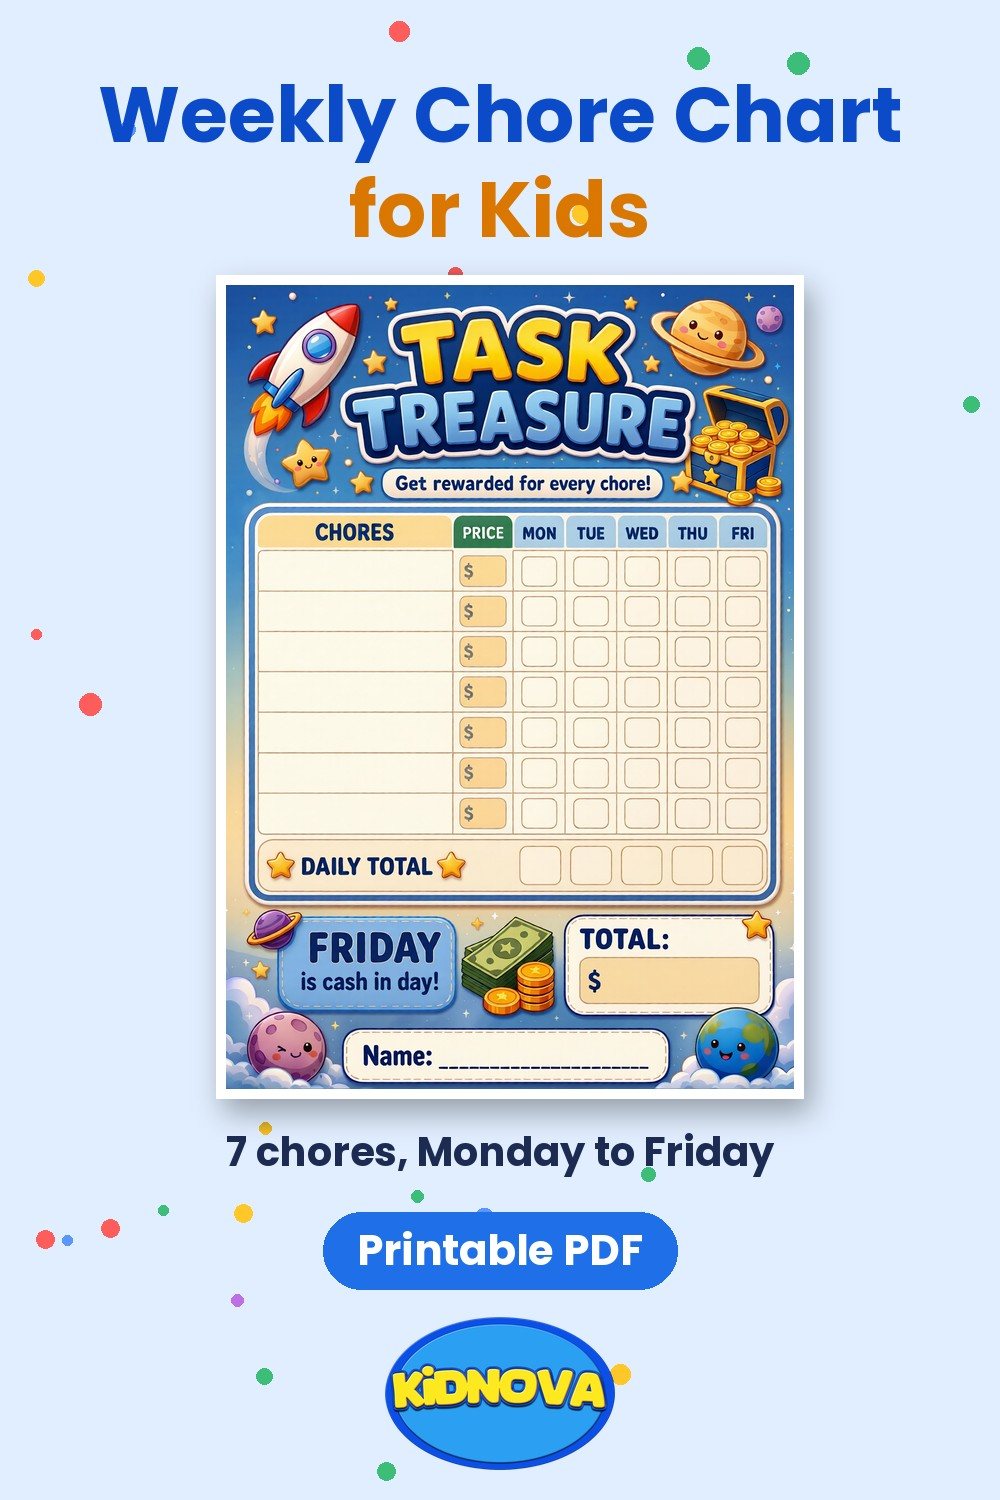 Weekly Chore Chart
for Kids
TASK
TREASURE
Get rewarded for every chore!
CHORES PRICE MON TUE WED THU FRI
$
$
$
$
$
$
$
DAILY TOTAL
FRIDAY
is cash in day!
TOTAL:
$
Name: ____________________
7 chores, Monday to Friday
Printable PDF
KiDNOVA